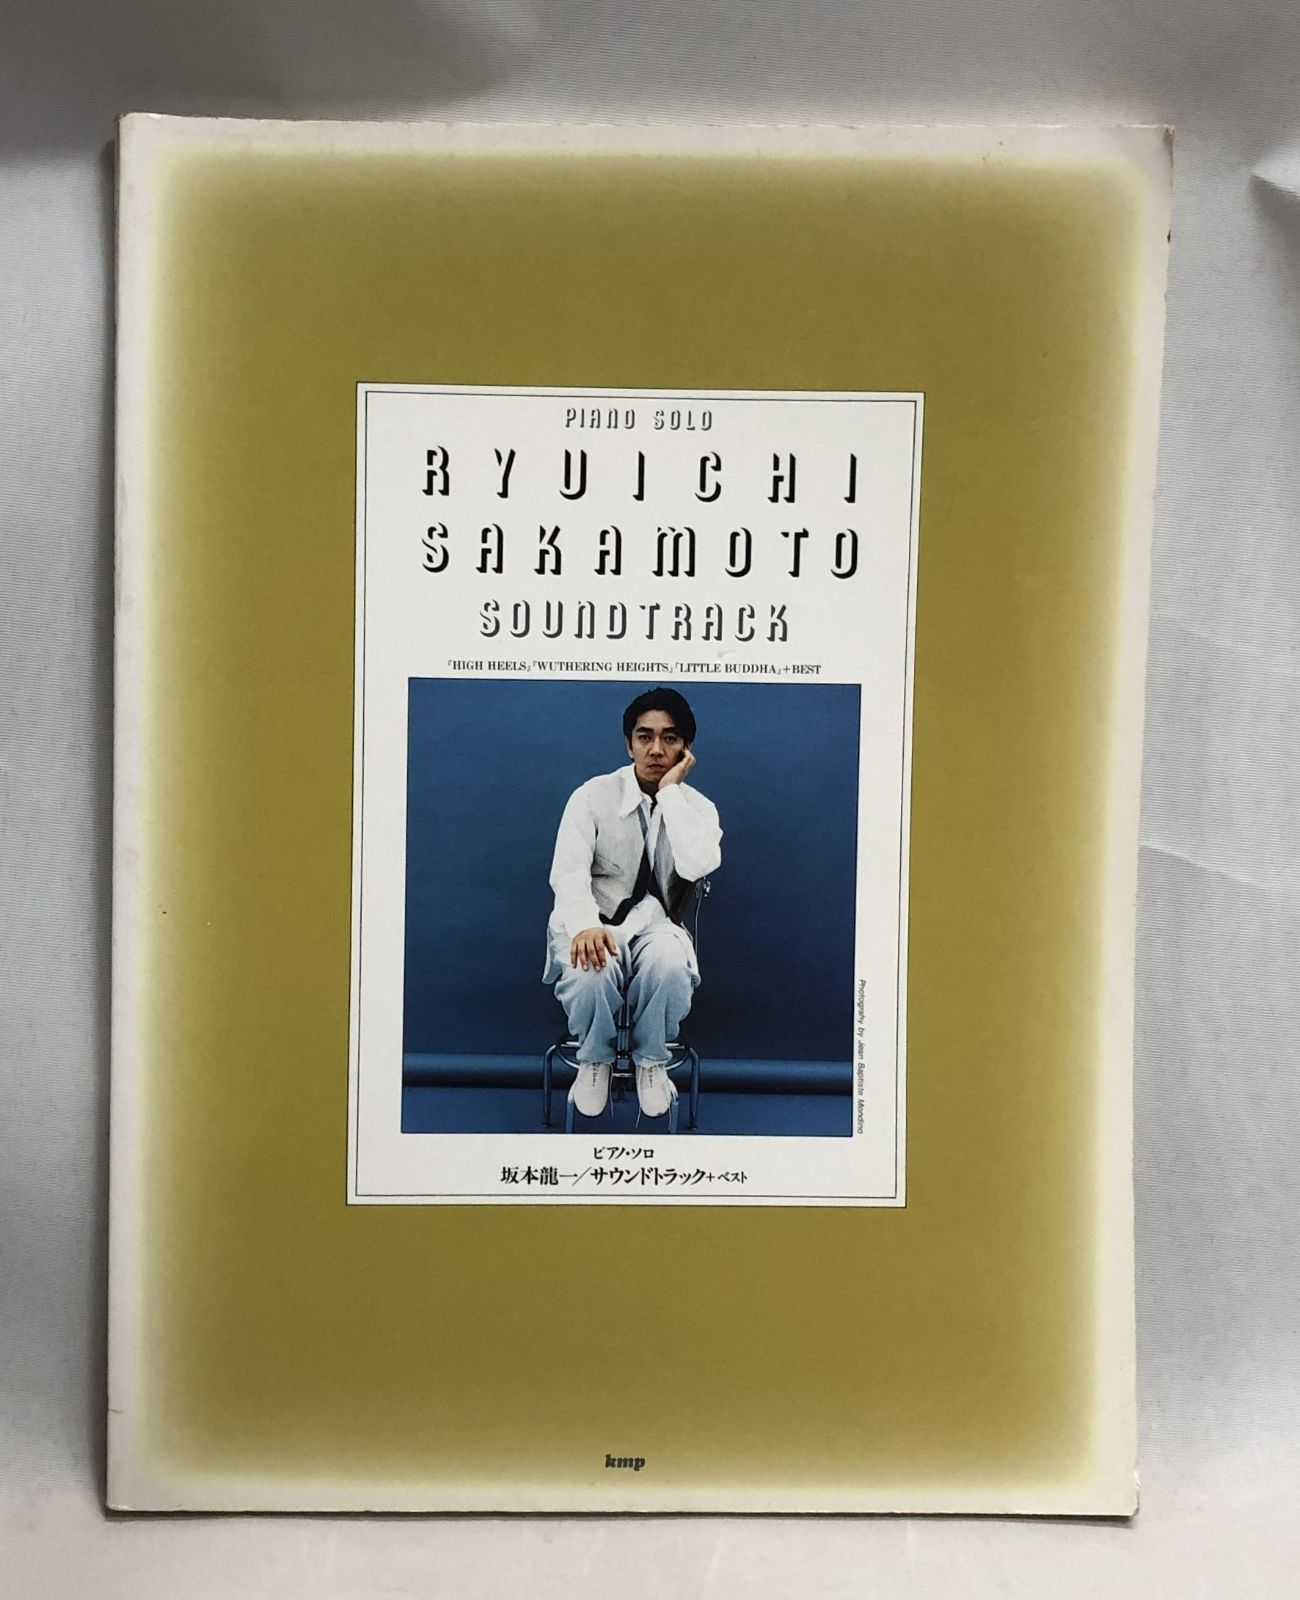 PIANO SOLO
RYUICHI
SAKAMOTO
SOUNDTRACK
『HIGH HEELS』『WUTHERING HEIGHTS』『LITTLE BUDDHA』+BEST
Photograhy by Jean Baptiste Mondino
ピアノ・ソロ
坂本龍一/サウンドトラック+ベスト
kmp